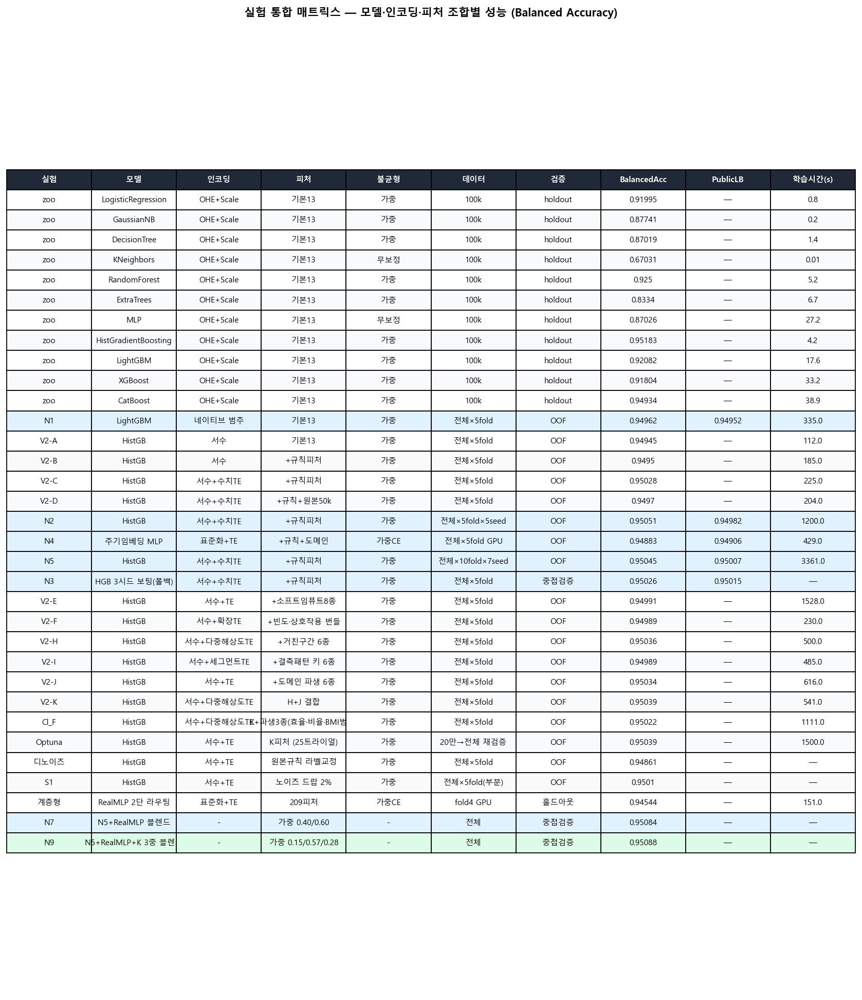 실험 통합 매트릭스 — 모델·인코딩·피처 조합별 성능 (Balanced Accuracy)
실험 모델 인코딩 피처 불균형 데이터 검증 BalancedAcc PublicLB 학습시간(s)
zoo LogisticRegression OHE+Scale 기본13 가중 100k holdout 0.91995 — 0.8
zoo GaussianNB OHE+Scale 기본13 가중 100k holdout 0.87741 — 0.2
zoo DecisionTree OHE+Scale 기본13 가중 100k holdout 0.87019 — 1.4
zoo KNeighbors OHE+Scale 기본13 무보정 100k holdout 0.67031 — 0.01
zoo RandomForest OHE+Scale 기본13 가중 100k holdout 0.925 — 5.2
zoo ExtraTrees OHE+Scale 기본13 가중 100k holdout 0.8334 — 6.7
zoo MLP OHE+Scale 기본13 무보정 100k holdout 0.87026 — 27.2
zoo HistGradientBoosting OHE+Scale 기본13 가중 100k holdout 0.95183 — 4.2
zoo LightGBM OHE+Scale 기본13 가중 100k holdout 0.92082 — 17.6
zoo XGBoost OHE+Scale 기본13 가중 100k holdout 0.91804 — 33.2
zoo CatBoost OHE+Scale 기본13 가중 100k holdout 0.94934 — 38.9
N1 LightGBM 네이티브 범주 기본13 가중 전체×5fold OOF 0.94962 0.94952 335.0
V2-A HistGB 서수 기본13 가중 전체×5fold OOF 0.94945 — 112.0
V2-B HistGB 서수 +규칙피처 가중 전체×5fold OOF 0.9495 — 185.0
V2-C HistGB 서수+수치TE +규칙피처 가중 전체×5fold OOF 0.95028 — 225.0
V2-D HistGB 서수+수치TE +규칙+원본50k 가중 전체×5fold OOF 0.9497 — 204.0
N2 HistGB 서수+수치TE +규칙피처 가중 전체×5fold×5seed OOF 0.95051 0.94982 1200.0
N4 주기임베딩 MLP 표준화+TE +규칙+도메인 가중CE 전체×5fold GPU OOF 0.94883 0.94906 429.0
N5 HistGB 서수+수치TE +규칙피처 가중 전체×10fold×7seed OOF 0.95045 0.95007 3361.0
N3 HGB 3시드 보팅(폴백) 서수+수치TE +규칙피처 가중 전체×5fold 중첩검증 0.95026 0.95015 —
V2-E HistGB 서수+TE +소프트임퓨트8종 가중 전체×5fold OOF 0.94991 — 1528.0
V2-F HistGB 서수+확장TE +빈도·상호작용 번들 가중 전체×5fold OOF 0.94989 — 230.0
V2-H HistGB 서수+다중해상도TE +거친구간 6종 가중 전체×5fold OOF 0.95036 — 500.0
V2-I HistGB 서수+세그먼트TE +결측패턴 키 6종 가중 전체×5fold OOF 0.94989 — 485.0
V2-J HistGB 서수+TE +도메인 파생 6종 가중 전체×5fold OOF 0.95034 — 616.0
V2-K HistGB 서수+다중해상도TE H+J 결합 가중 전체×5fold OOF 0.95039 — 541.0
Cl_F HistGB 서수+다중해상도TE K+파생3종(효율·비율·BMI범 가중 전체×5fold OOF 0.95022 — 1111.0
Optuna HistGB 서수+TE K피처 (25트라이얼) 가중 20만→전체 재검증 OOF 0.95039 — 1500.0
디노이즈 HistGB 서수+TE 원본규칙 라벨교정 가중 전체×5fold OOF 0.94861 — —
S1 HistGB 서수+TE 노이즈 드랍 2% 가중 전체×5fold(부분) OOF 0.9501 — —
계층형 RealMLP 2단 라우팅 표준화+TE 209피처 가중CE fold4 GPU 홀드아웃 0.94544 — 151.0
N7 N5+RealMLP 블렌드 - 가중 0.40/0.60 - 전체 중첩검증 0.95084 — —
N9 N5+RealMLP+K 3중 블렌 - 가중 0.15/0.57/0.28 - 전체 중첩검증 0.95088 — —